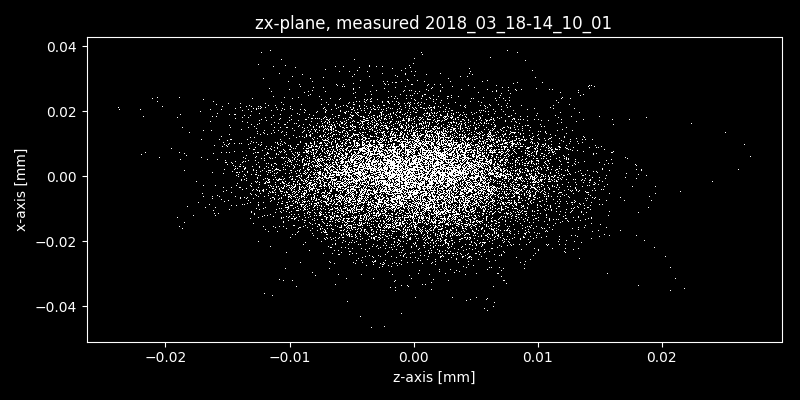 zx-plane, measured 2018_03_18-14_10_01
0.04
0.02
0.00
−0.02
−0.04
x-axis [mm]
−0.02 −0.01 0.00 0.01 0.02
z-axis [mm]